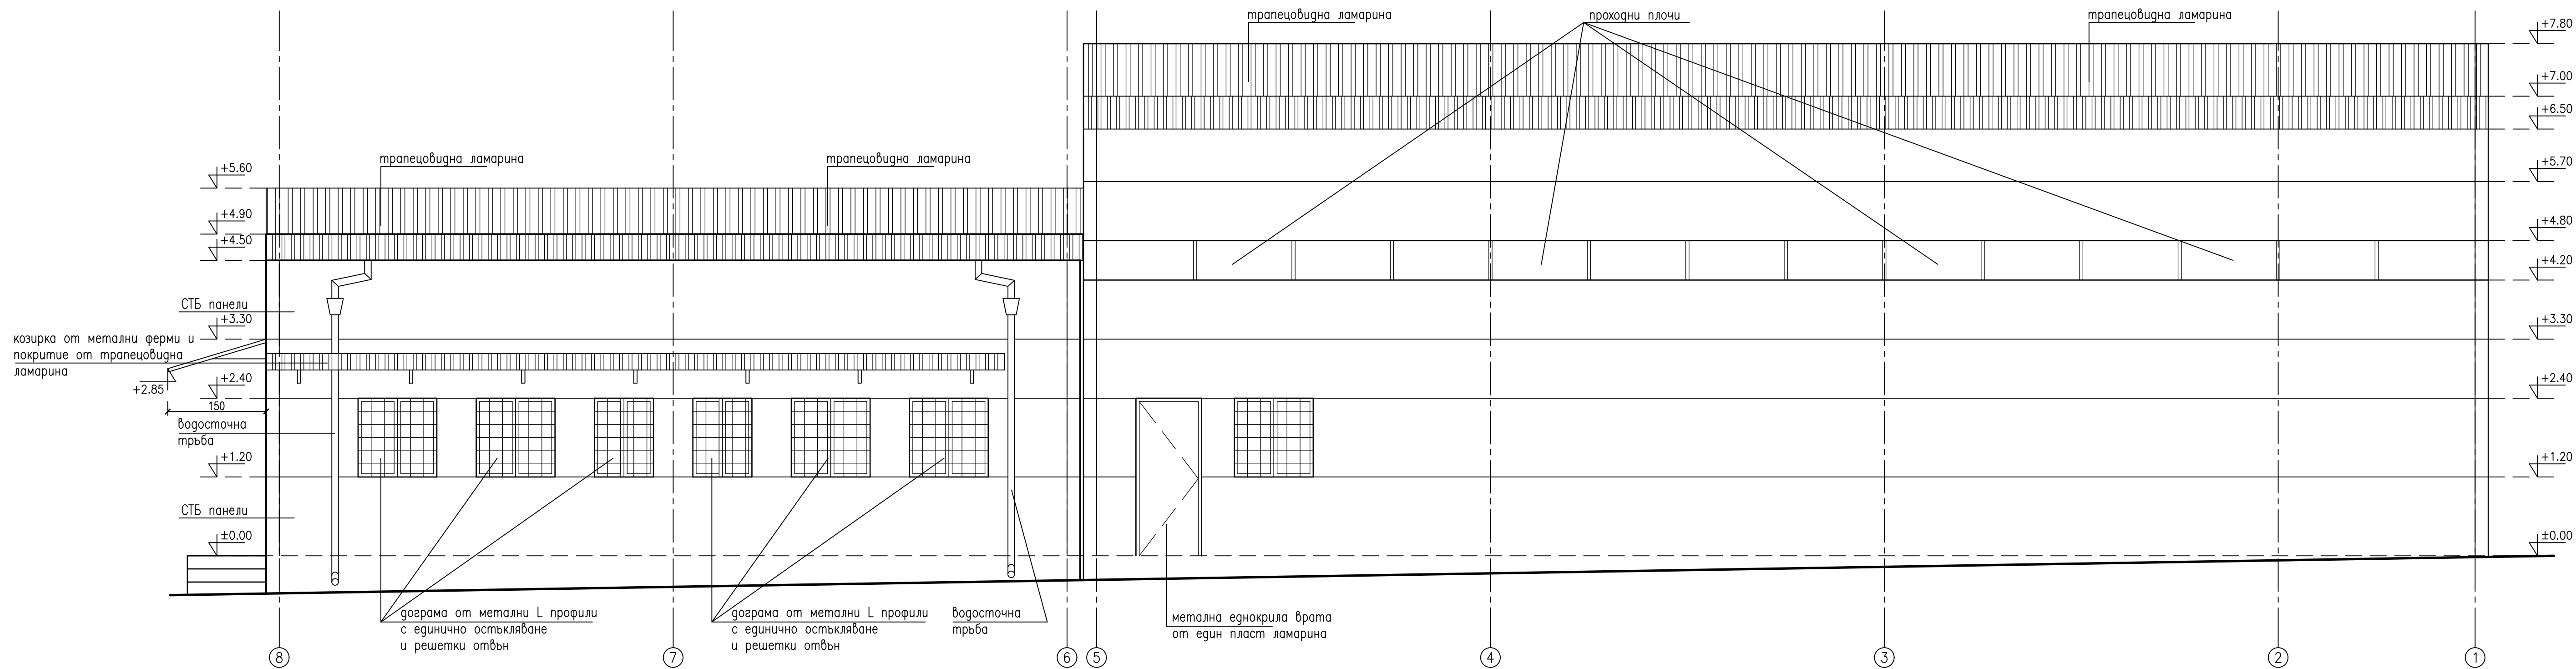 трапецовидна ламарина
проходни плочи
трапецовидна ламарина
+7.80
+7.00
+6.50
+5.70
+4.80
+4.20
+3.30
+2.40
+1.20
±0.00
трапецовидна ламарина
трапецовидна ламарина
+5.60
+4.90
+4.50
СТБ панели
+3.30
козирка от метални ферми и
покритие от трапецовидна
ламарина
+2.85
+2.40
150
водосточна
тръба
+1.20
СТБ панели
±0.00
дограма от метални L профили
с единично остъкляване
и решетки отвън
дограма от метални L профили
с единично остъкляване
и решетки отвън
водосточна
тръба
метална еднокрила врата
от един пласт ламарина
8
7
6
5
4
3
2
1